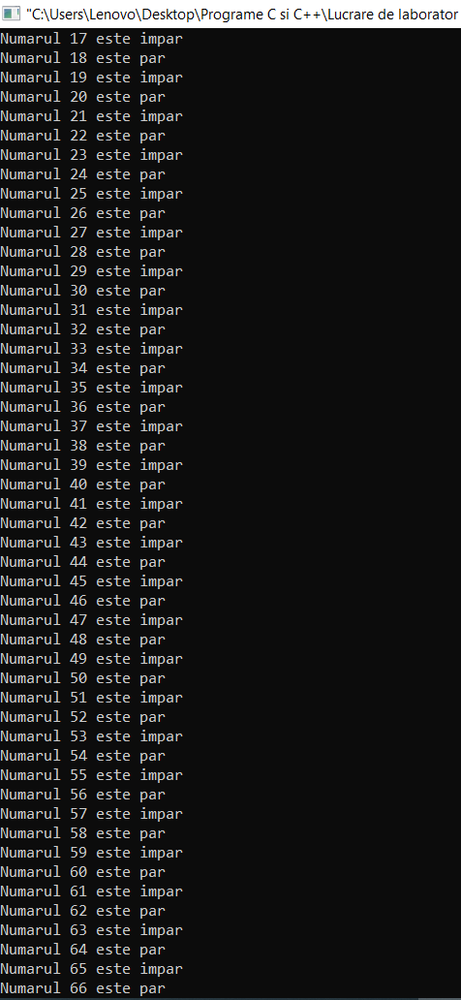 "C:\Users\Lenovo\Desktop\Programe C si C++\Lucrare de laborator
Numarul 17 este impar
Numarul 18 este par
Numarul 19 este impar
Numarul 20 este par
Numarul 21 este impar
Numarul 22 este par
Numarul 23 este impar
Numarul 24 este par
Numarul 25 este impar
Numarul 26 este par
Numarul 27 este impar
Numarul 28 este par
Numarul 29 este impar
Numarul 30 este par
Numarul 31 este impar
Numarul 32 este par
Numarul 33 este impar
Numarul 34 este par
Numarul 35 este impar
Numarul 36 este par
Numarul 37 este impar
Numarul 38 este par
Numarul 39 este impar
Numarul 40 este par
Numarul 41 este impar
Numarul 42 este par
Numarul 43 este impar
Numarul 44 este par
Numarul 45 este impar
Numarul 46 este par
Numarul 47 este impar
Numarul 48 este par
Numarul 49 este impar
Numarul 50 este par
Numarul 51 este impar
Numarul 52 este par
Numarul 53 este impar
Numarul 54 este par
Numarul 55 este impar
Numarul 56 este par
Numarul 57 este impar
Numarul 58 este par
Numarul 59 este impar
Numarul 60 este par
Numarul 61 este impar
Numarul 62 este par
Numarul 63 este impar
Numarul 64 este par
Numarul 65 este impar
Numarul 66 este par